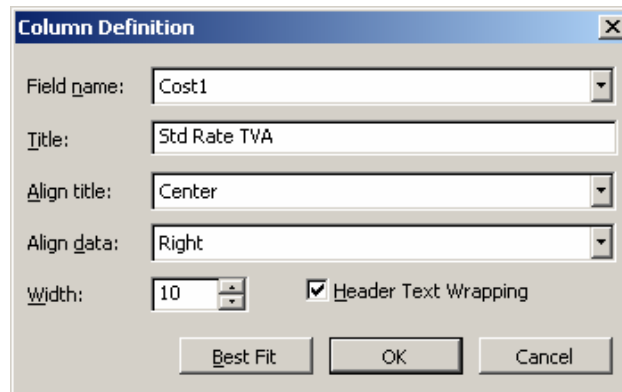 Column Definition
Field name: Cost1
Title: Std Rate TVA
Align title: Center
Align data: Right
Width: 10 Header Text Wrapping
Best Fit OK Cancel